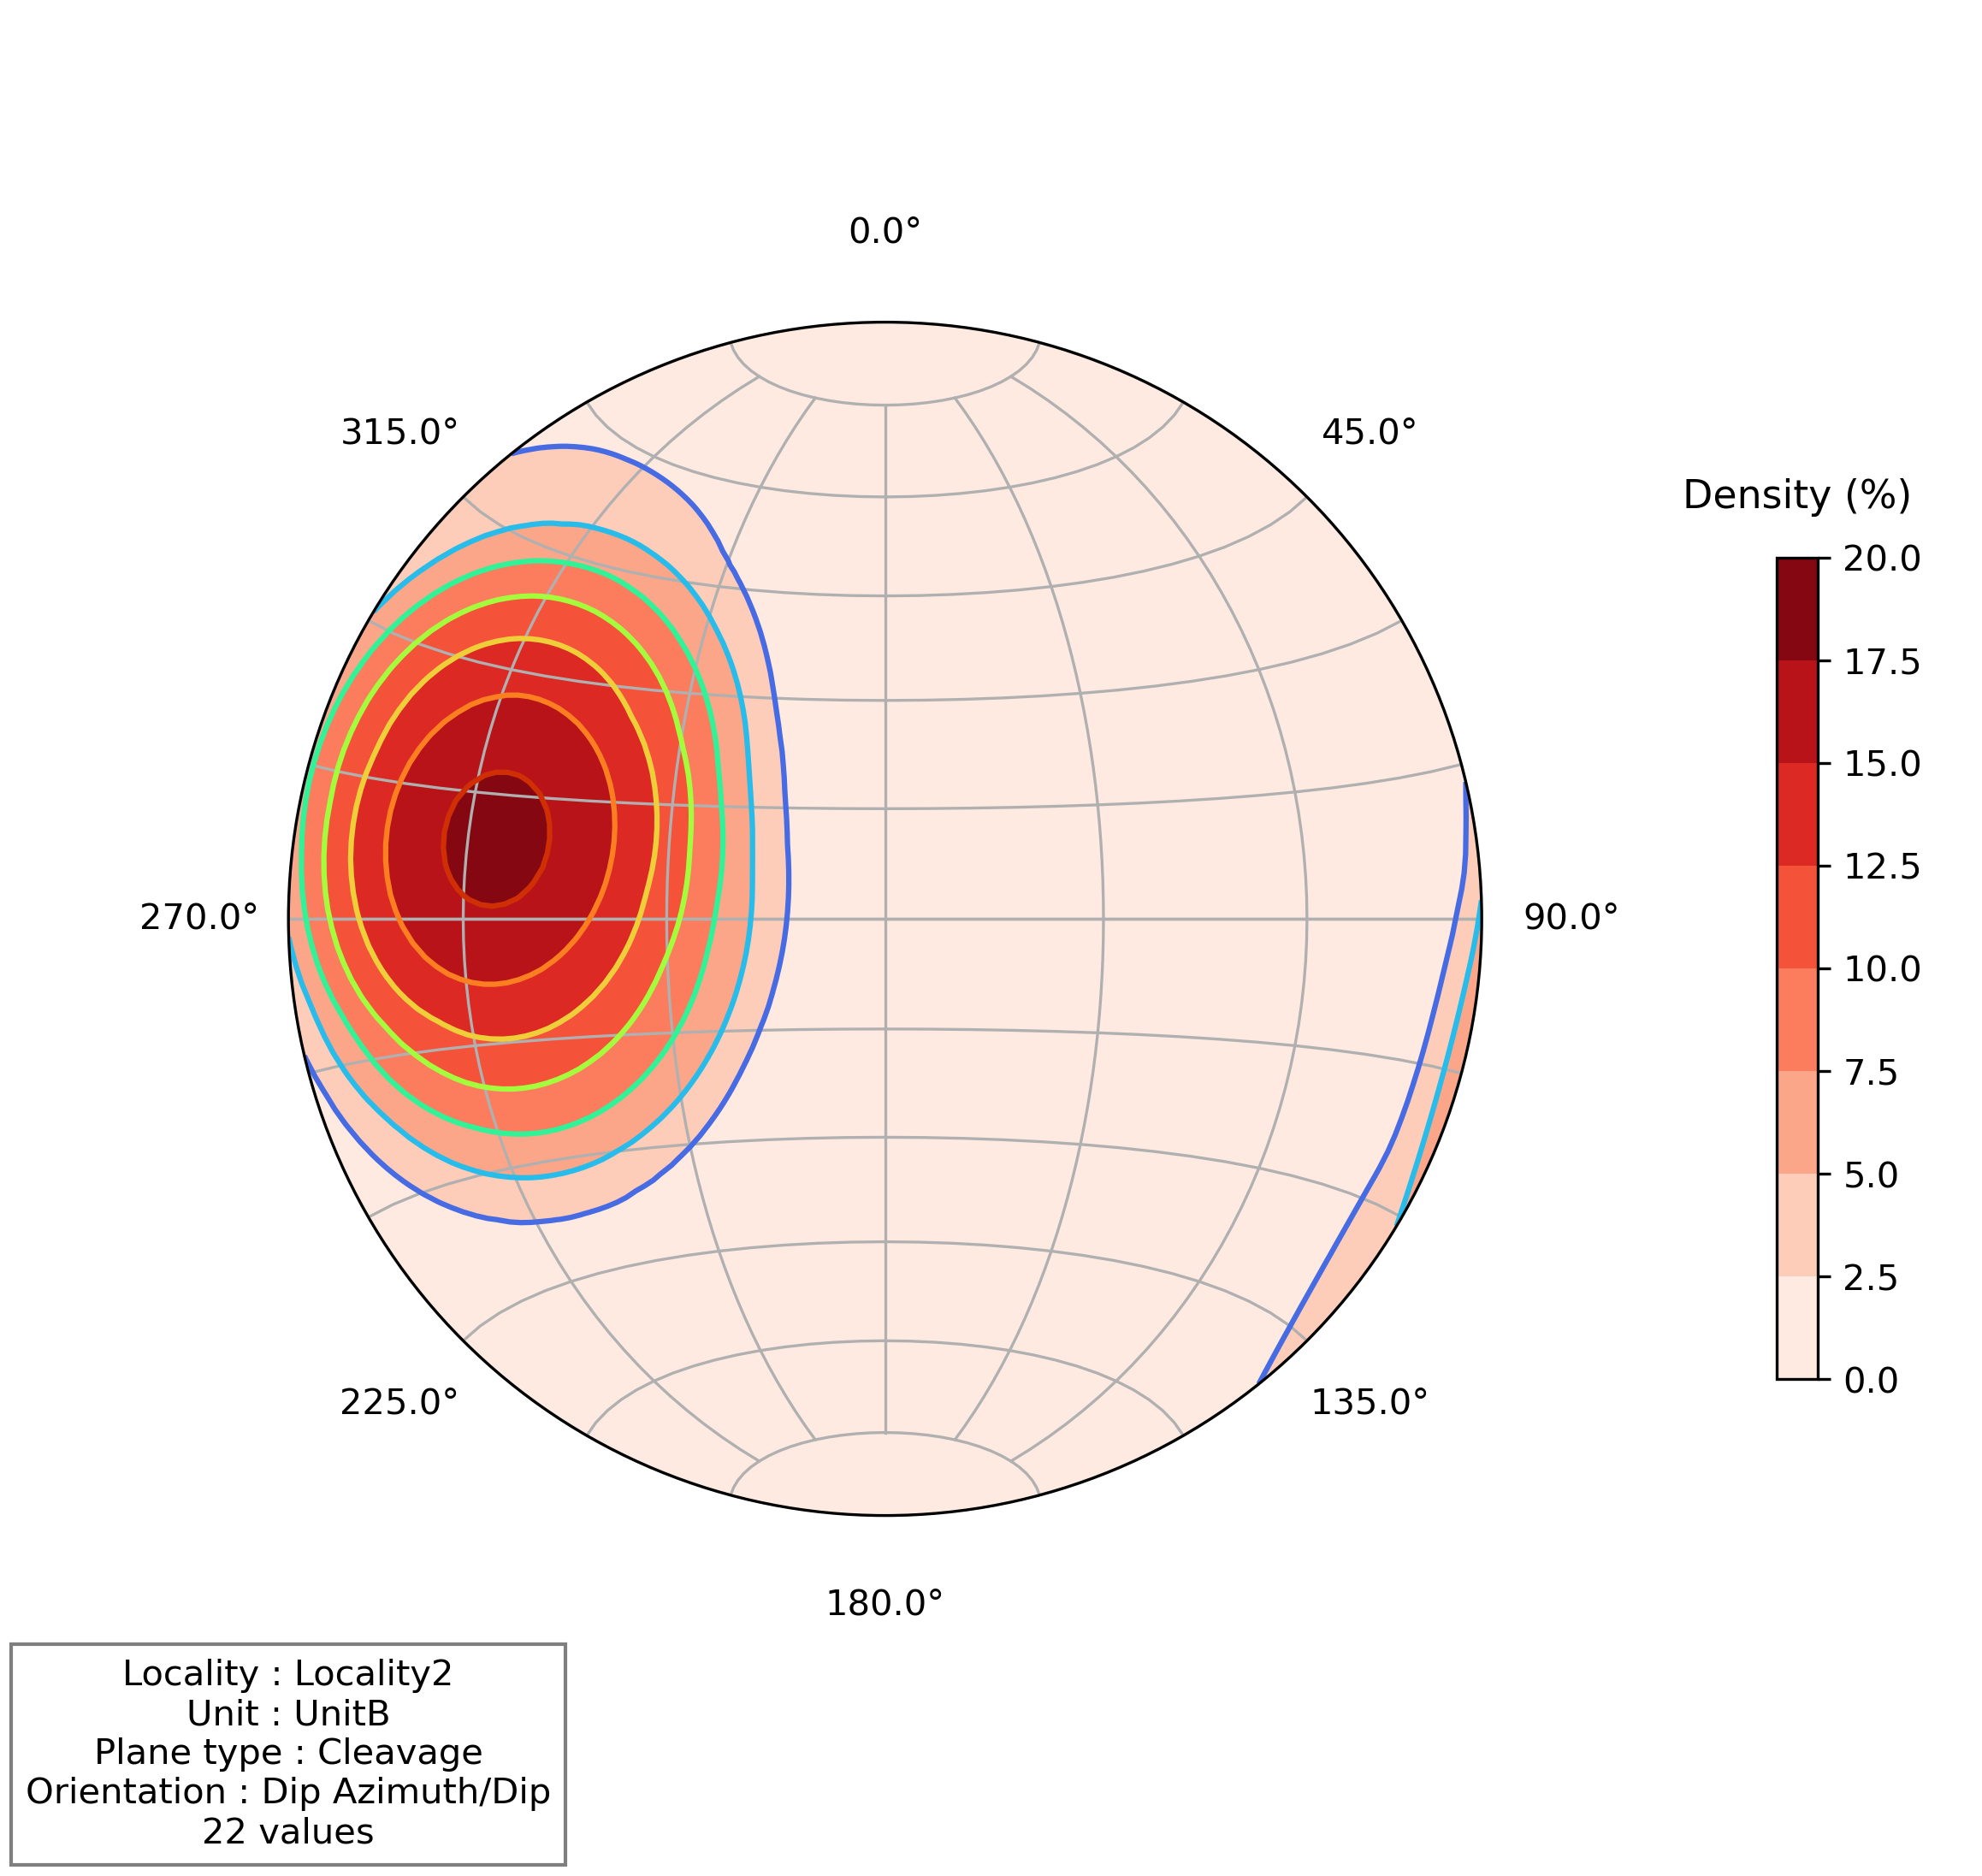 0.0°
315.0°
45.0°
Density (%)
20.0
17.5
15.0
12.5
270.0°
90.0°
10.0
7.5
5.0
2.5
0.0
225.0°
135.0°
180.0°
Locality : Locality2
Unit : UnitB
Plane type : Cleavage
Orientation : Dip Azimuth/Dip
22 values